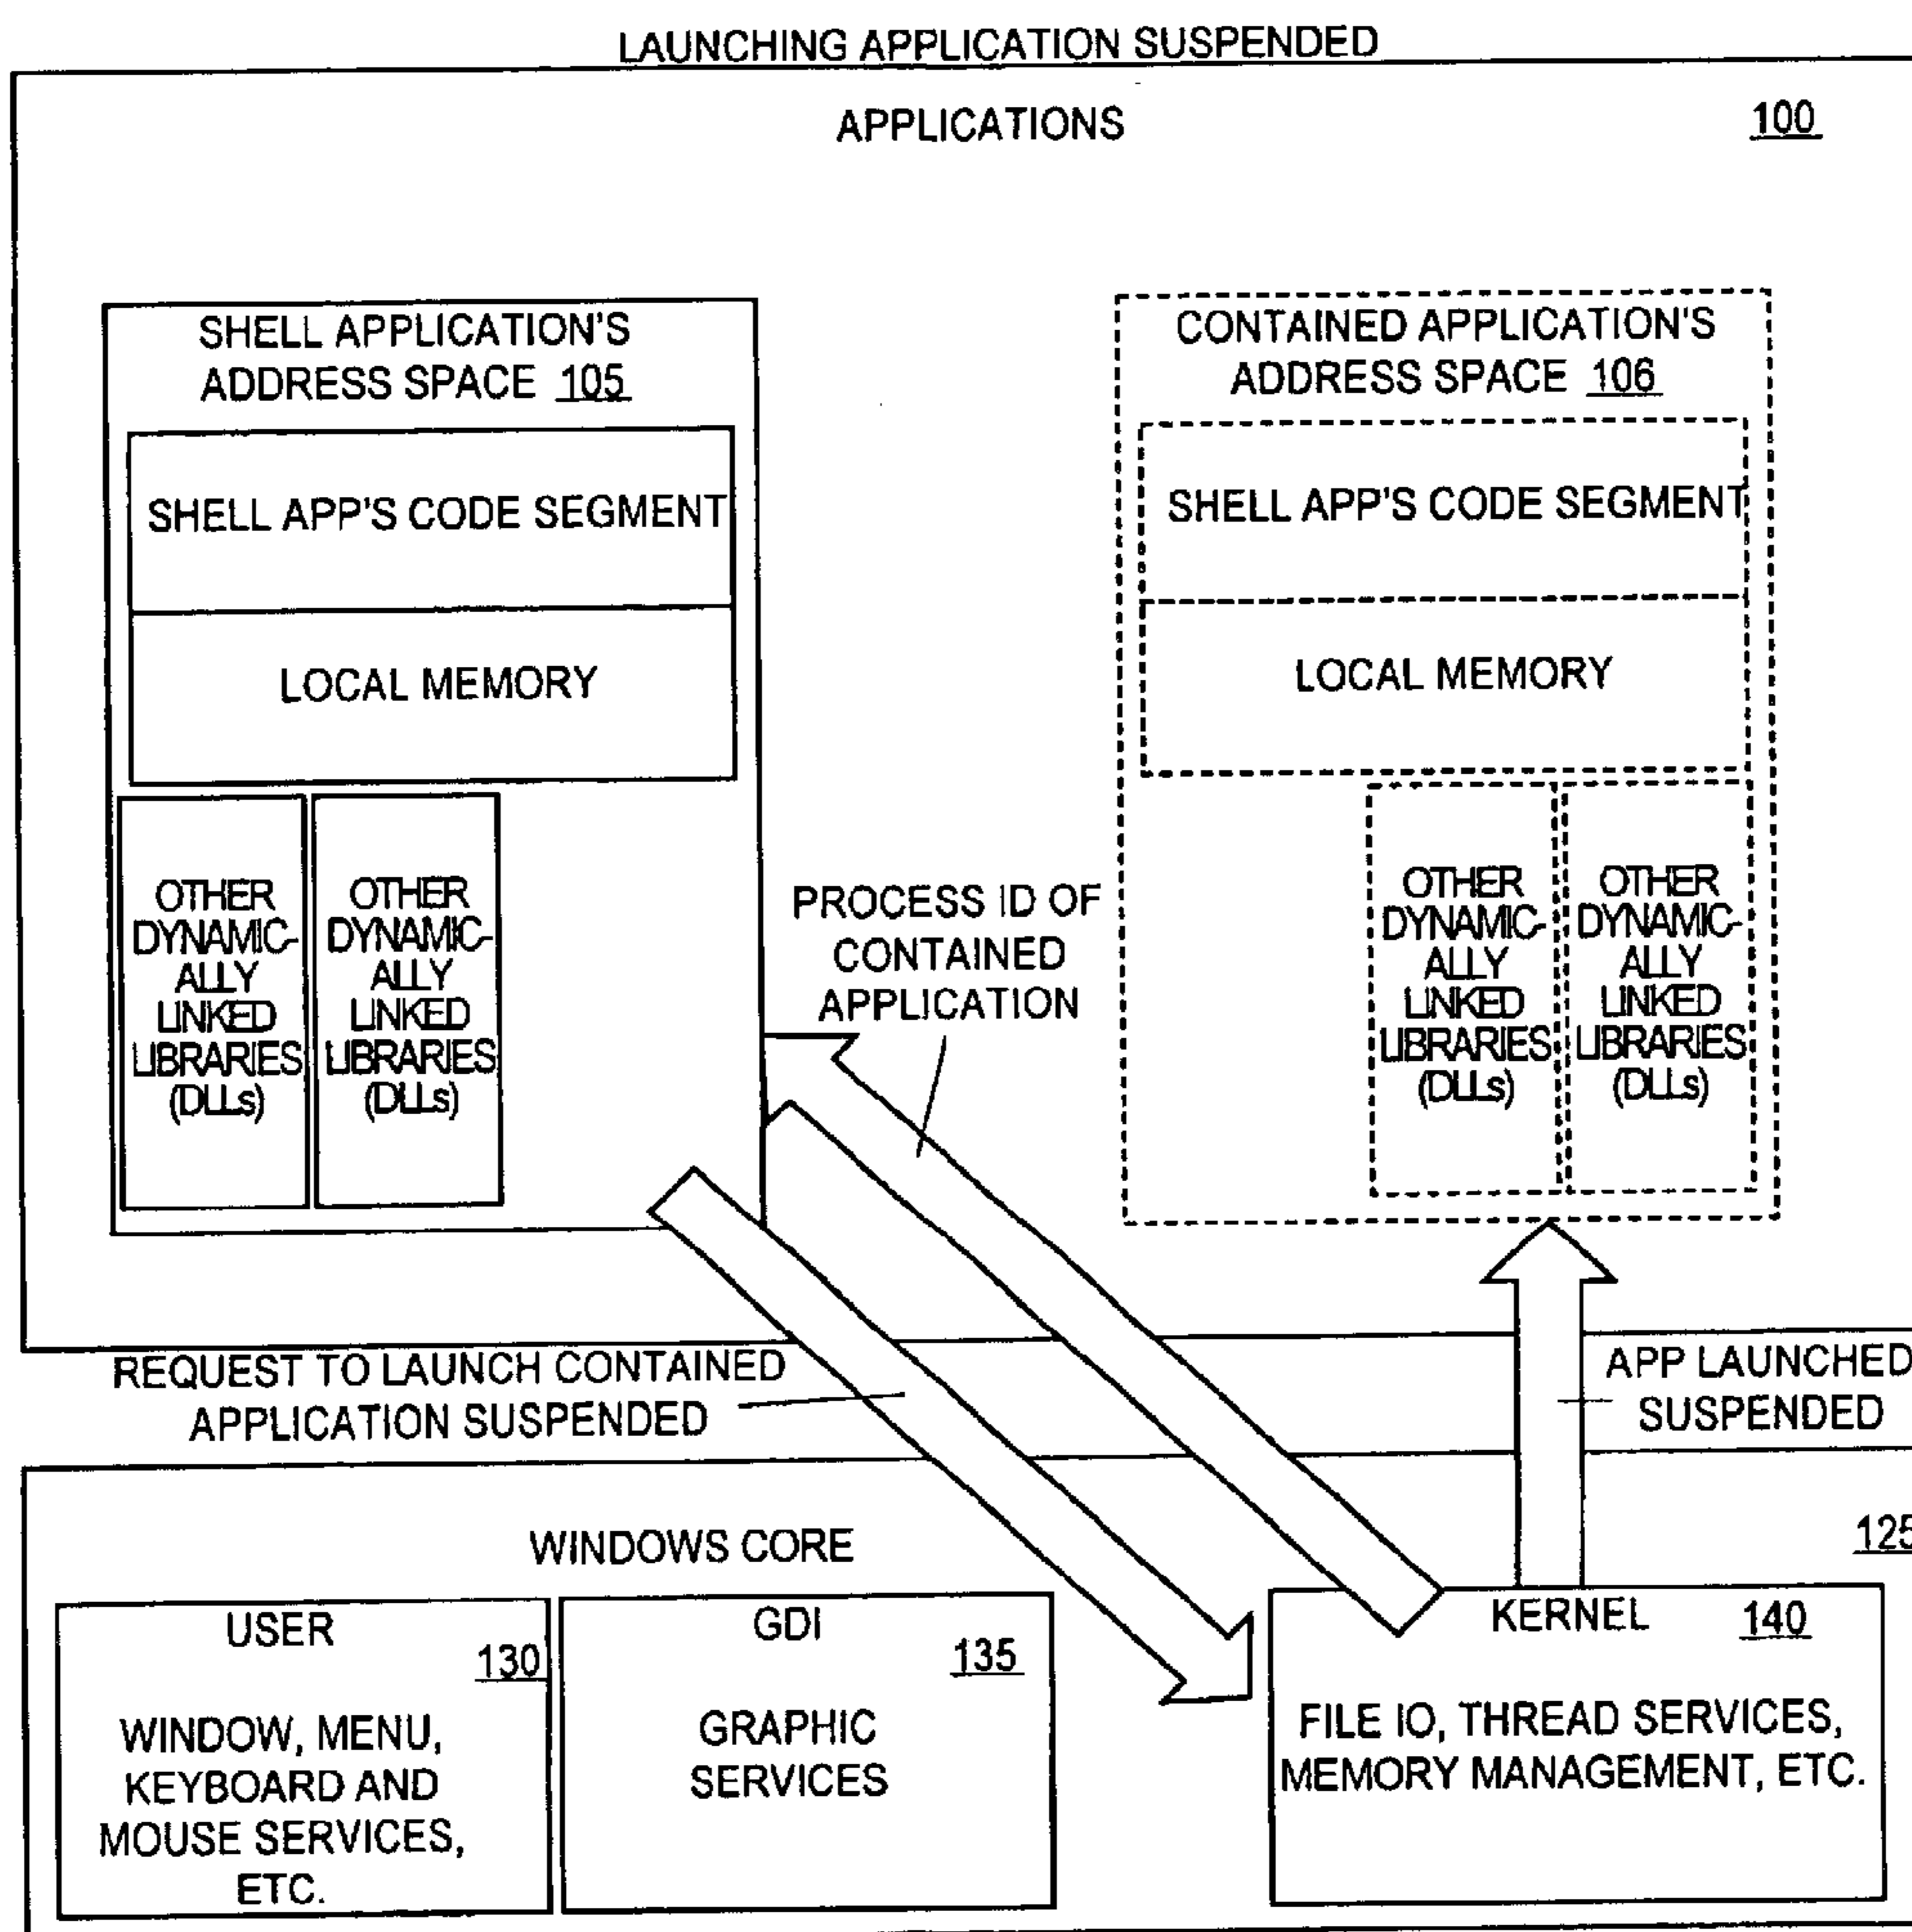 LAUNCHING APPLICATION SUSPENDED
APPLICATIONS
100
SHELL APPLICATION'S
ADDRESS SPACE 105
SHELL APP'S CODE SEGMENT
LOCAL MEMORY
OTHER
DYNAMIC-
ALLY
LINKED
LIBRARIES
(DLLs)
OTHER
DYNAMIC-
ALLY
LINKED
LIBRARIES
(DLLs)
PROCESS ID OF
CONTAINED
APPLICATION
CONTAINED APPLICATION'S
ADDRESS SPACE 106
SHELL APP'S CODE SEGMENT
LOCAL MEMORY
OTHER
DYNAMIC-
ALLY
LINKED
LIBRARIES
(DLLs)
OTHER
DYNAMIC-
ALLY
LINKED
LIBRARIES
(DLLs)
REQUEST TO LAUNCH CONTAINED
APPLICATION SUSPENDED
APP LAUNCHED
SUSPENDED
WINDOWS CORE
125
USER
130
WINDOW, MENU,
KEYBOARD AND
MOUSE SERVICES,
ETC.
GDI
135
GRAPHIC
SERVICES
KERNEL 140
FILE IO, THREAD SERVICES,
MEMORY MANAGEMENT, ETC.